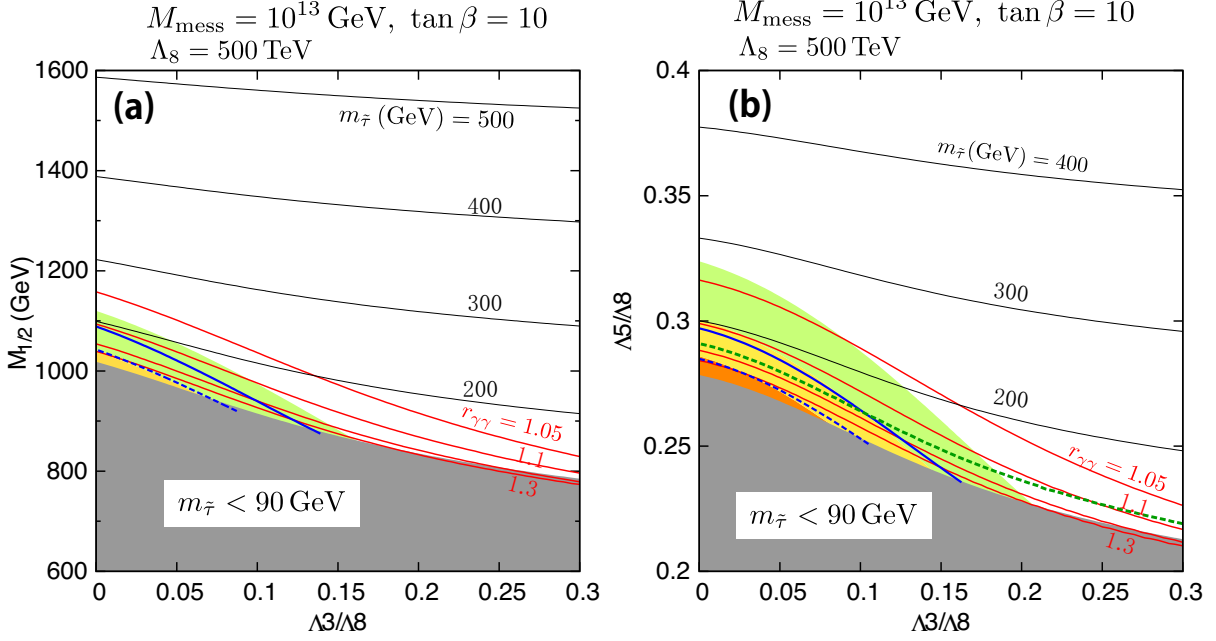 M_mess = 10^13 GeV, tan β = 10
Λ_8 = 500 TeV
(a)
1600
1400
1200
1000
800
600
M_1/2 (GeV)
m_τ̃ (GeV) = 500
400
300
200
r_γγ = 1.05
1.1
1.3
m_τ̃ < 90 GeV
0 0.05 0.1 0.15 0.2 0.25 0.3
Λ3/Λ8
M_mess = 10^13 GeV, tan β = 10
Λ_8 = 500 TeV
(b)
0.4
0.35
0.3
0.25
0.2
Λ5/Λ8
m_τ̃(GeV) = 400
300
200
r_γγ = 1.05
1.1
1.3
m_τ̃ < 90 GeV
0 0.05 0.1 0.15 0.2 0.25 0.3
Λ3/Λ8